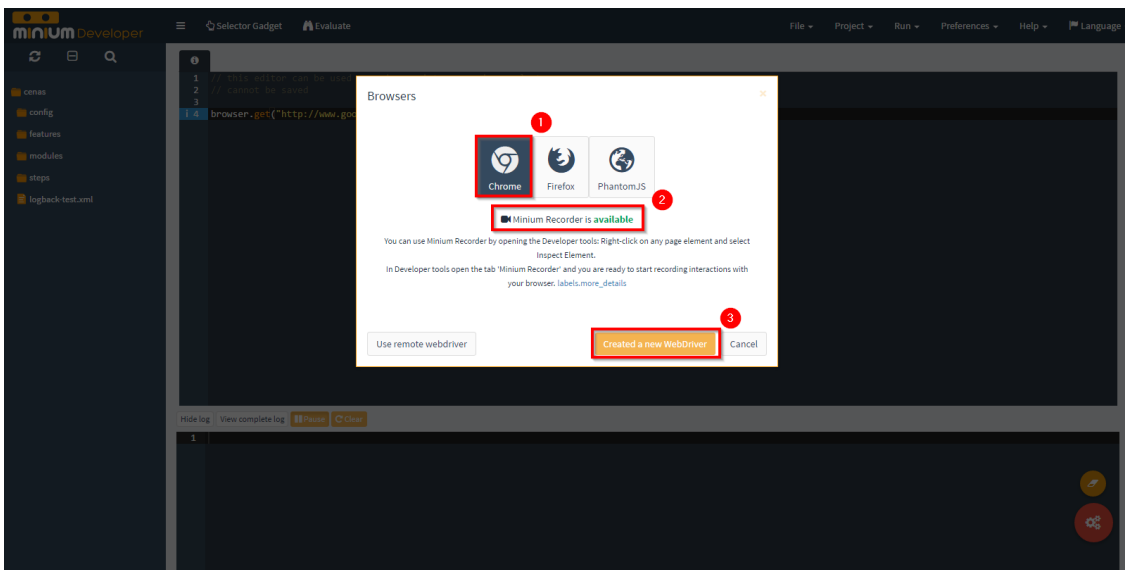 minium Developer
Selector Gadget
Evaluate
File
Project
Run
Preferences
Help
Language
cenas
config
features
modules
steps
logback-test.xml
1 // this editor can be used
2 // cannot be saved
3
4 browser.get("http://www.goo
Browsers
×
1
Chrome
Firefox
PhantomJS
2
Minium Recorder is available
You can use Minium Recorder by opening the Developer tools: Right-click on any page element and select
Inspect Element.
In Developer tools open the tab 'Minium Recorder' and you are ready to start recording interactions with
your browser. labels.more_details
3
Use remote webdriver
Created a new WebDriver
Cancel
Hide log
View complete log
Pause
Clear
1